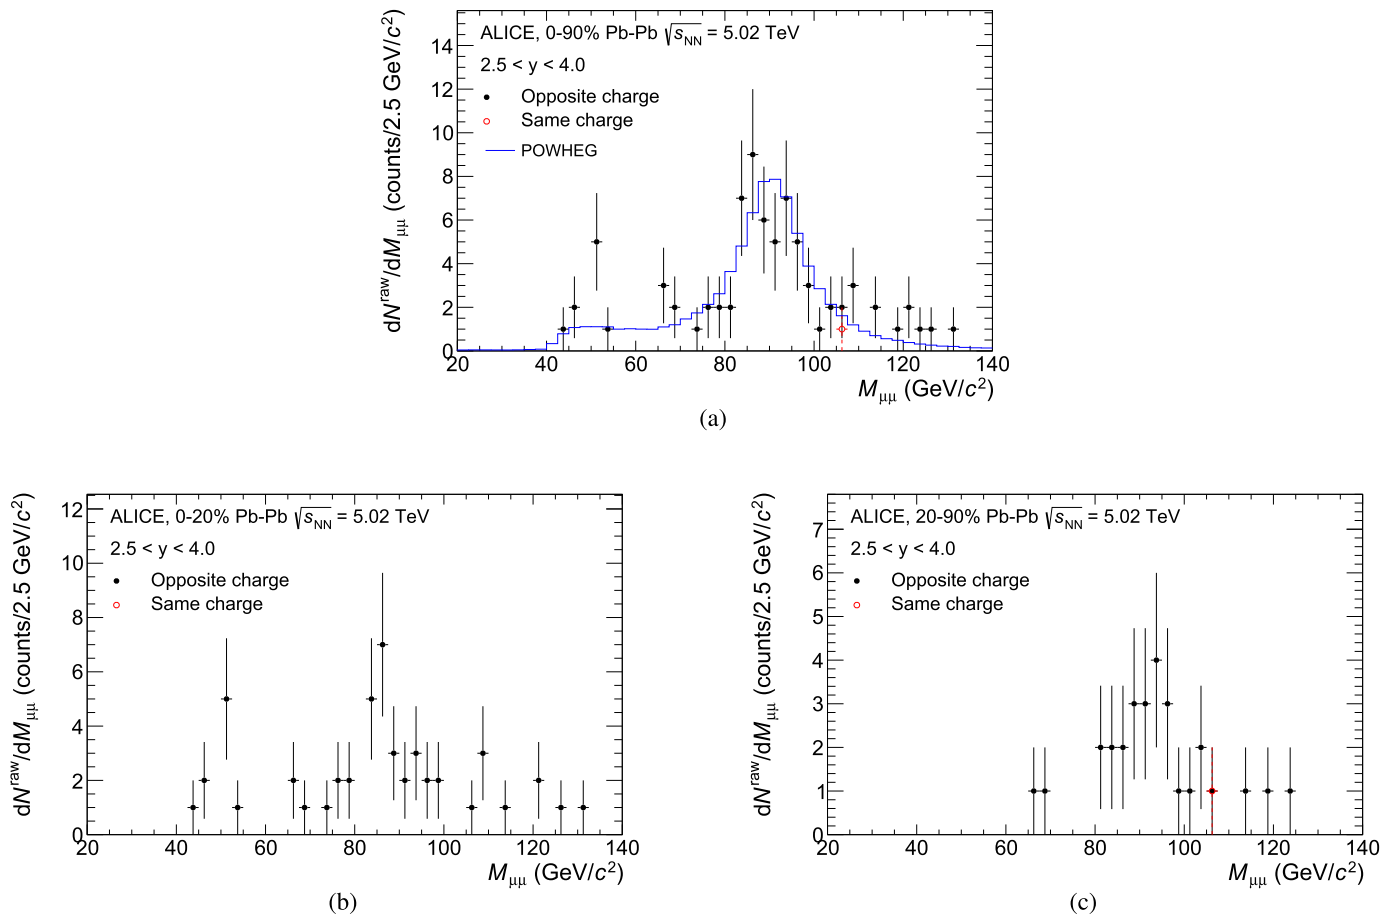 ALICE, 0-90% Pb-Pb √sNN = 5.02 TeV
2.5 < y < 4.0
Opposite charge
Same charge
POWHEG
dN^raw/dMμμ (counts/2.5 GeV/c²)
14
12
10
8
6
4
2
0
20 40 60 80 100 120 140
Mμμ (GeV/c²)
(a)
ALICE, 0-20% Pb-Pb √sNN = 5.02 TeV
2.5 < y < 4.0
Opposite charge
Same charge
dN^raw/dMμμ (counts/2.5 GeV/c²)
12
10
8
6
4
2
0
20 40 60 80 100 120 140
Mμμ (GeV/c²)
(b)
ALICE, 20-90% Pb-Pb √sNN = 5.02 TeV
2.5 < y < 4.0
Opposite charge
Same charge
dN^raw/dMμμ (counts/2.5 GeV/c²)
7
6
5
4
3
2
1
0
20 40 60 80 100 120 140
Mμμ (GeV/c²)
(c)